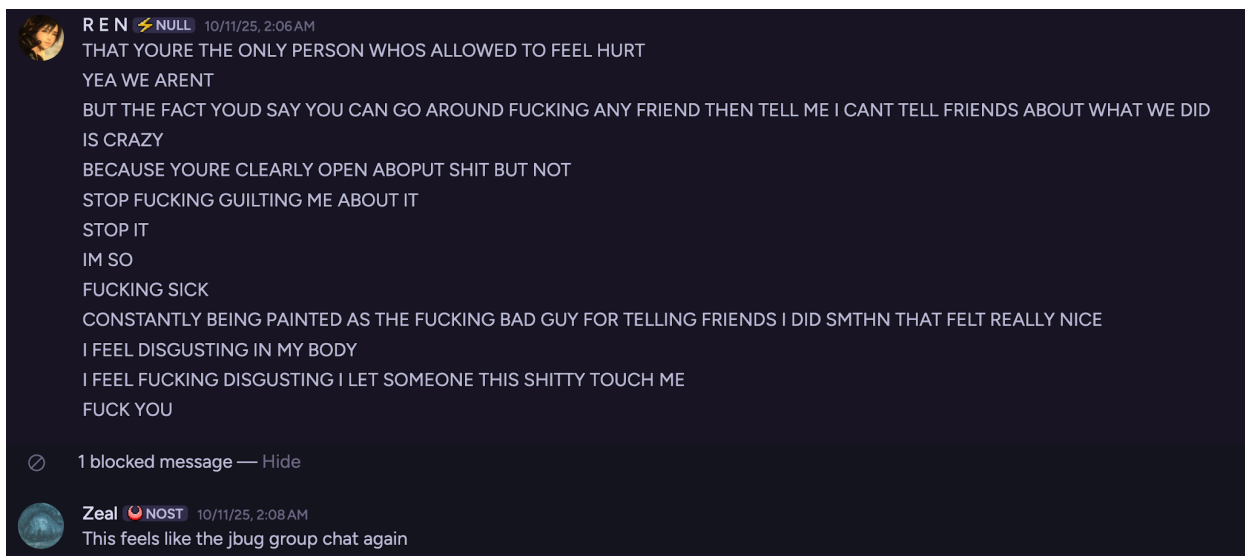 R E N ⚡NULL 10/11/25, 2:06 AM
THAT YOURE THE ONLY PERSON WHOS ALLOWED TO FEEL HURT
YEA WE ARENT
BUT THE FACT YOUD SAY YOU CAN GO AROUND FUCKING ANY FRIEND THEN TELL ME I CANT TELL FRIENDS ABOUT WHAT WE DID
IS CRAZY
BECAUSE YOURE CLEARLY OPEN ABOPUT SHIT BUT NOT
STOP FUCKING GUILTING ME ABOUT IT
STOP IT
IM SO
FUCKING SICK
CONSTANTLY BEING PAINTED AS THE FUCKING BAD GUY FOR TELLING FRIENDS I DID SMTHN THAT FELT REALLY NICE
I FEEL DISGUSTING IN MY BODY
I FEEL FUCKING DISGUSTING I LET SOMEONE THIS SHITTY TOUCH ME
FUCK YOU
1 blocked message — Hide
Zeal NOST 10/11/25, 2:08 AM
This feels like the jbug group chat again